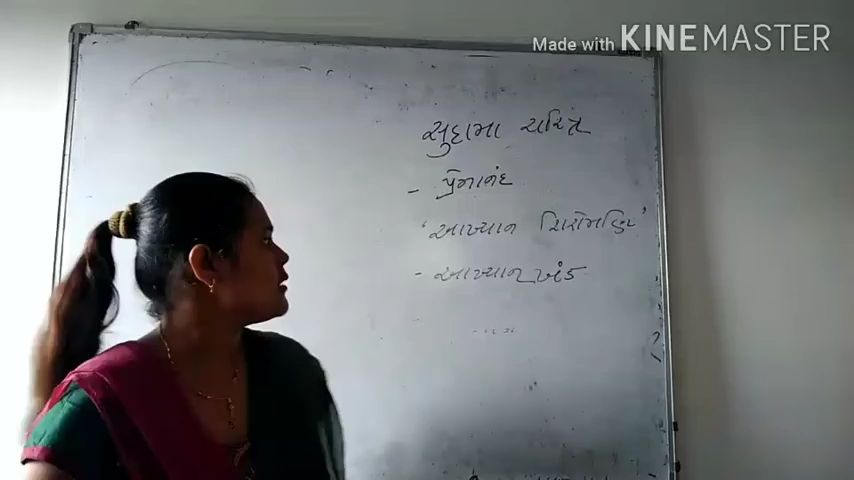 Made with KINEMASTER
સુદામા ચરિત્ર
- પ્રેમાનંદ
'આખ્યાન શિરોમણિ'
- આખ્યાન ખંડ